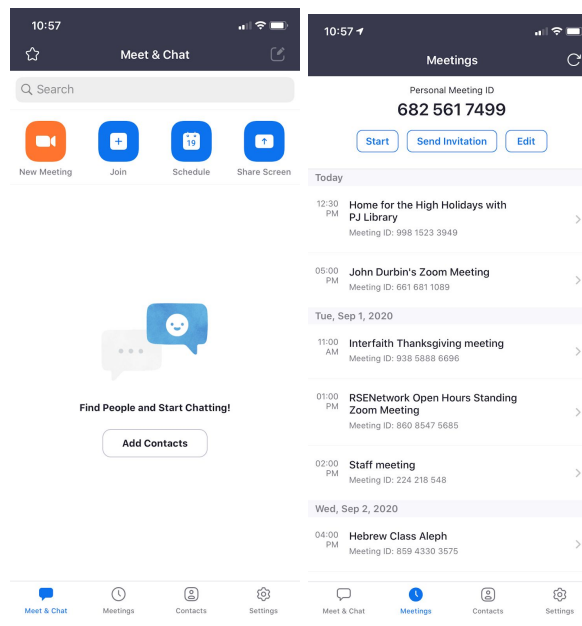 10:57
Meet & Chat
Search
19
New Meeting
Join
Schedule
Share Screen
Find People and Start Chatting!
Add Contacts
Meet & Chat
Meetings
Contacts
Settings
10:57
Meetings
Personal Meeting ID
682 561 7499
Start
Send Invitation
Edit
Today
12:30 PM
Home for the High Holidays with
PJ Library
Meeting ID: 998 1523 3949
05:00 PM
John Durbin's Zoom Meeting
Meeting ID: 661 681 1089
Tue, Sep 1, 2020
11:00 AM
Interfaith Thanksgiving meeting
Meeting ID: 938 5888 6696
01:00 PM
RSENetwork Open Hours Standing
Zoom Meeting
Meeting ID: 860 8547 5685
02:00 PM
Staff meeting
Meeting ID: 224 218 548
Wed, Sep 2, 2020
04:00 PM
Hebrew Class Aleph
Meeting ID: 859 4330 3575
Meet & Chat
Meetings
Contacts
Settings